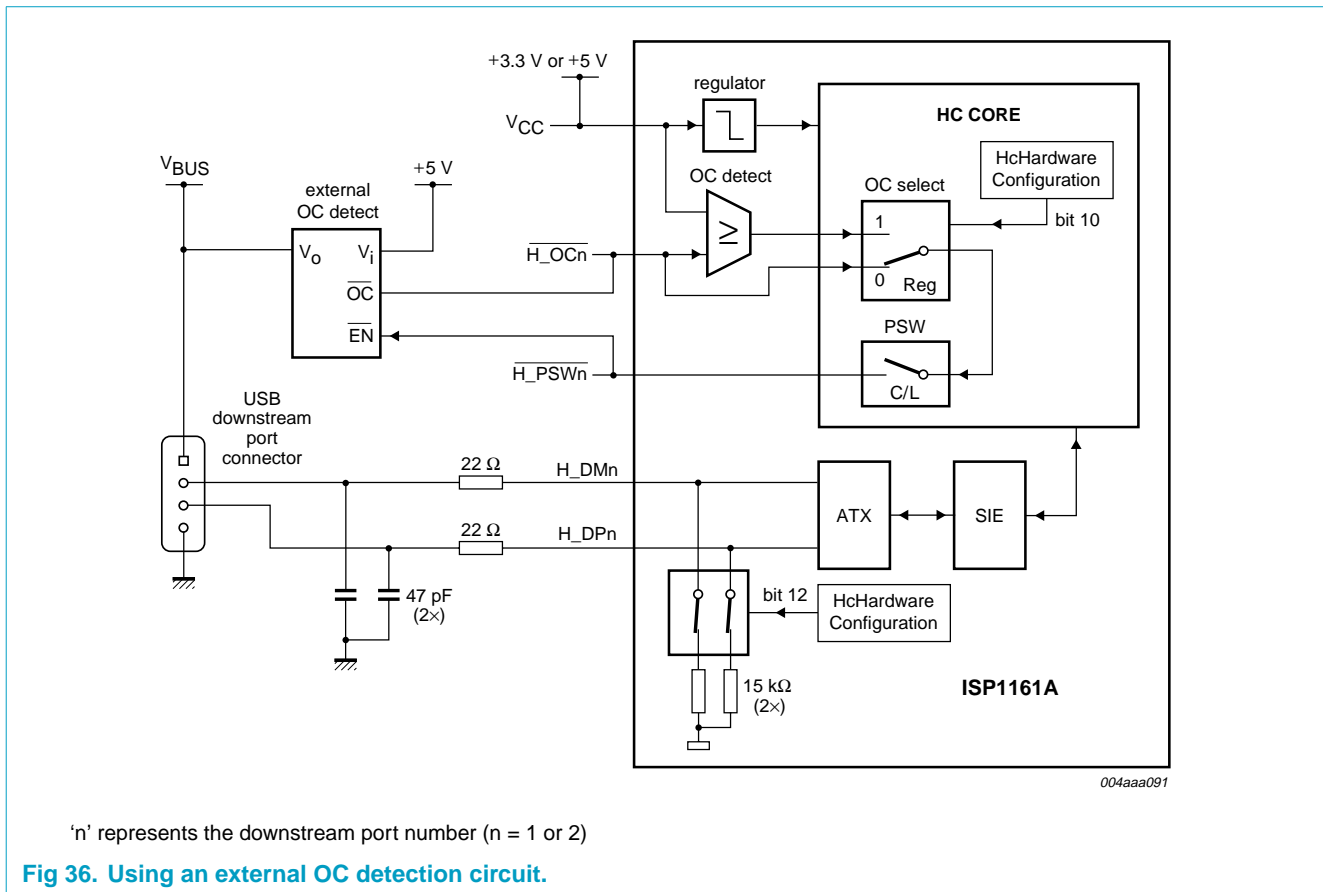 +3.3 V or +5 V
regulator
VCC
HC CORE
HcHardware
Configuration
bit 10
VBUS
+5 V
external
OC detect
OC detect
OC select
Vo
Vi
1
≥
H_OCn
0
Reg
OC
EN
PSW
H_PSWn
C/L
USB
downstream
port
connector
22 Ω
H_DMn
ATX
SIE
22 Ω
H_DPn
47 pF
(2×)
bit 12
HcHardware
Configuration
15 kΩ
(2×)
ISP1161A
004aaa091
‘n’ represents the downstream port number (n = 1 or 2)
Fig 36. Using an external OC detection circuit.